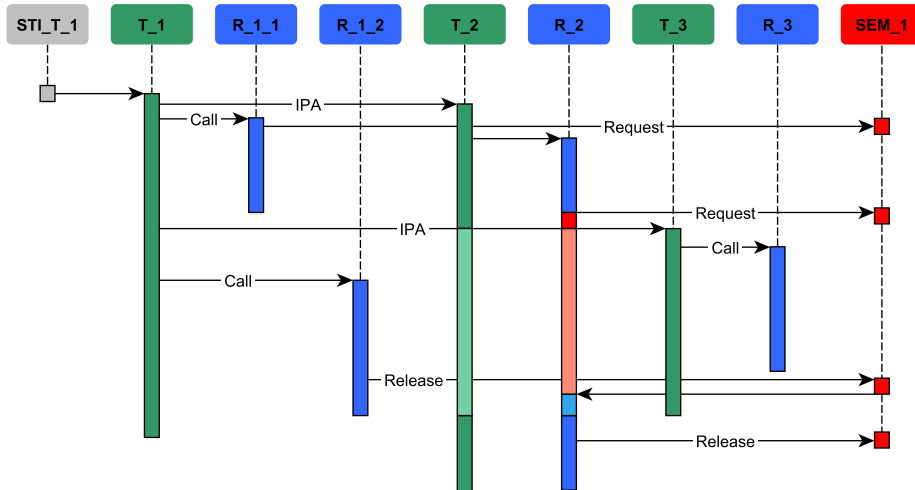 STI_T_1
T_1
R_1_1
R_1_2
T_2
R_2
T_3
R_3
SEM_1
IPA
Call
Request
Request
IPA
Call
Call
Release
Release